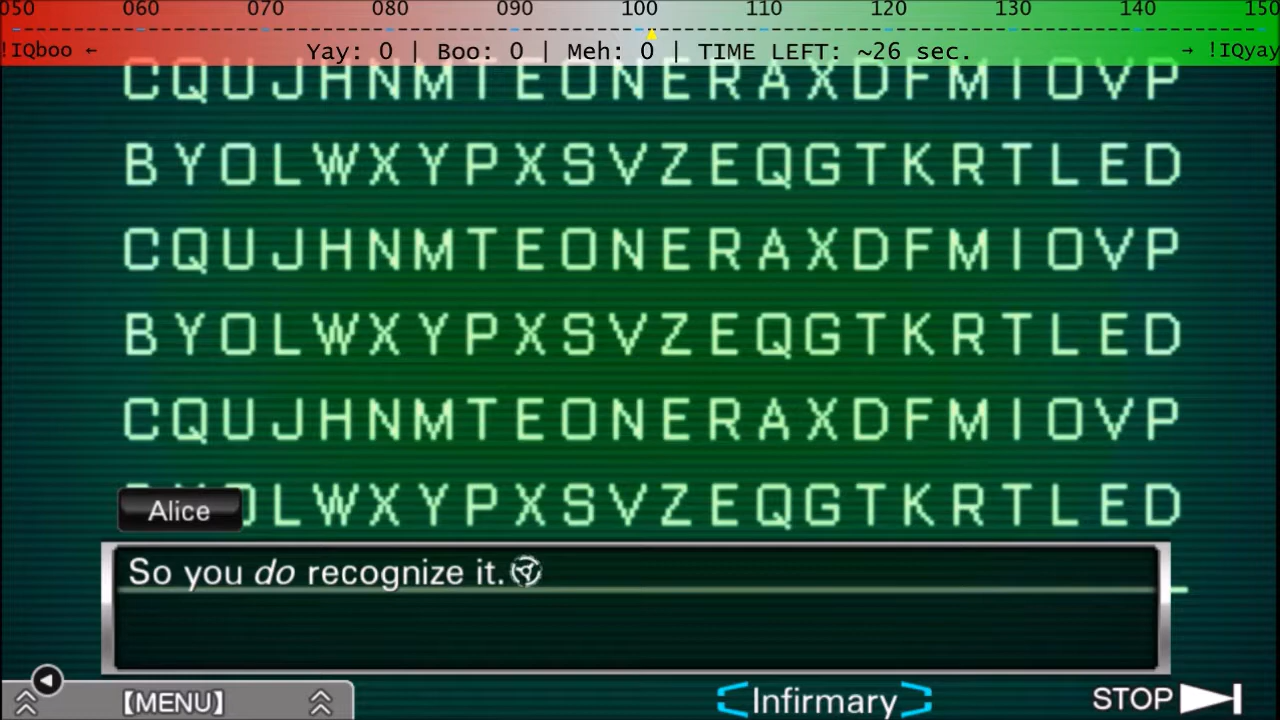 050 060 070 080 090 100 110 120 130 140 150
!IQboo ← Yay: 0 | Boo: 0 | Meh: 0 | TIME LEFT: ~26 sec. → !IQyay
CQUJHNMTEONERAXDFMIOVP
BYOLWXYPXSVZEQGTKRTLED
CQUJHNMTEONERAXDFMIOVP
BYOLWXYPXSVZEQGTKRTLED
CQUJHNMTEONERAXDFMIOVP
OLWXYPXSVZEQGTKRTLED
Alice
So you do recognize it.
【MENU】 Infirmary STOP